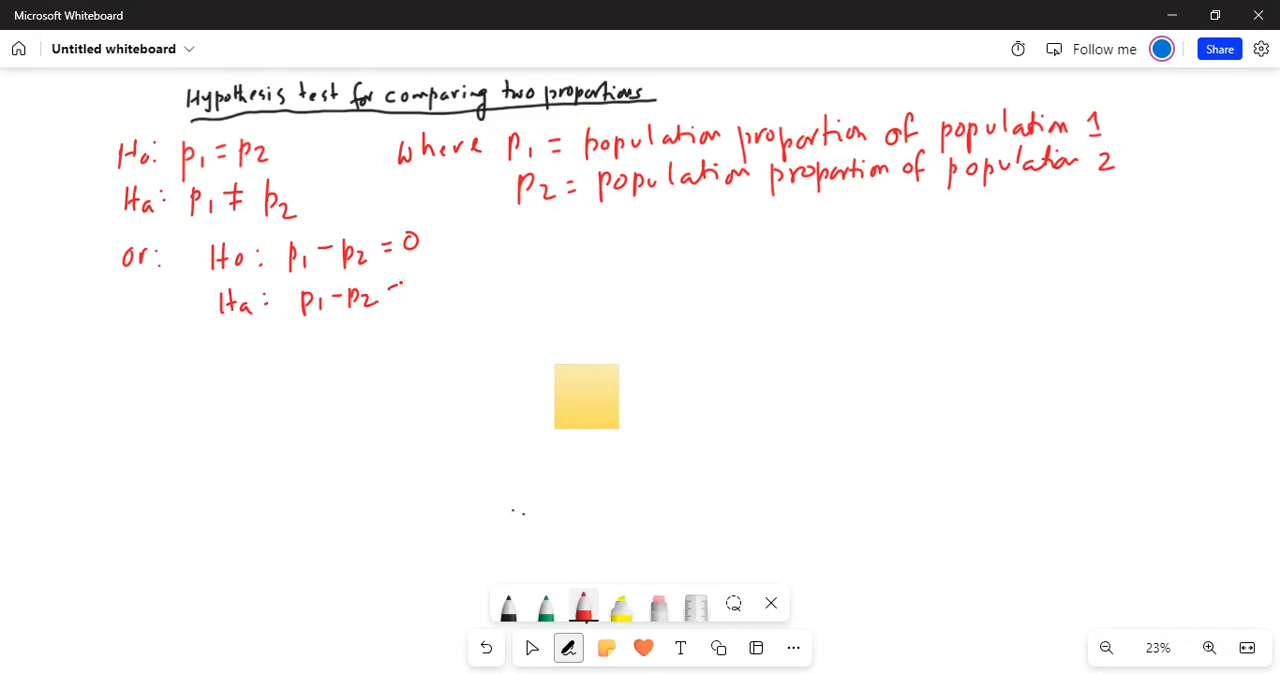 Microsoft Whiteboard
Untitled whiteboard
Follow me
Share
Hypothesis test for comparing two proportions
Ho: p1 = p2
where p1 = population proportion of population 1
Ha: p1 ≠ p2
p2 = population proportion of population 2
or: Ho: p1 - p2 = 0
Ha: p1 - p2 -
23%